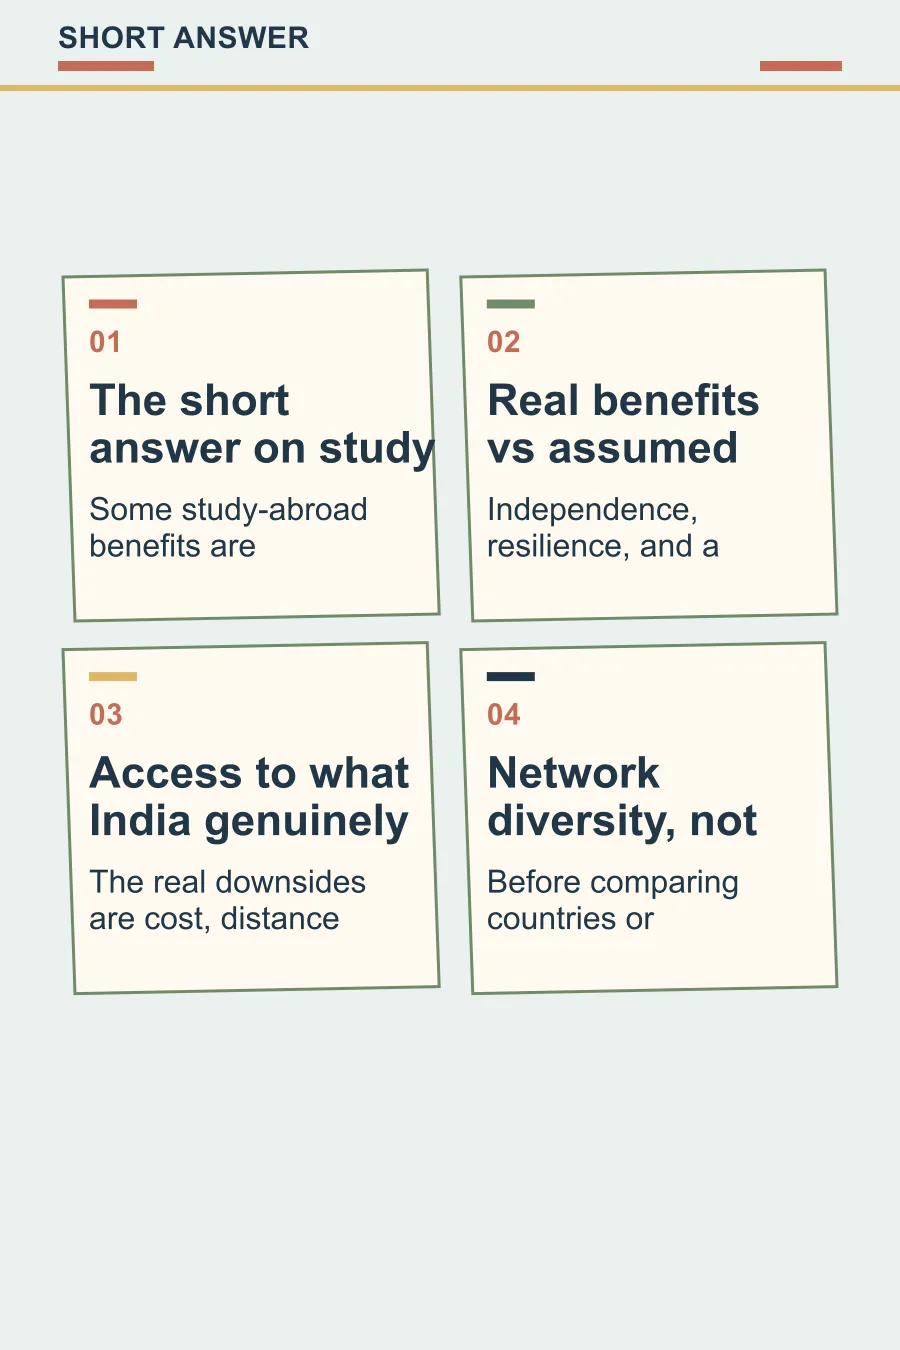 SHORT ANSWER
01
The short
answer on study
Some study-abroad
benefits are
02
Real benefits
vs assumed
Independence,
resilience, and a
03
Access to what
India genuinely
The real downsides
are cost, distance
04
Network
diversity, not
Before comparing
countries or